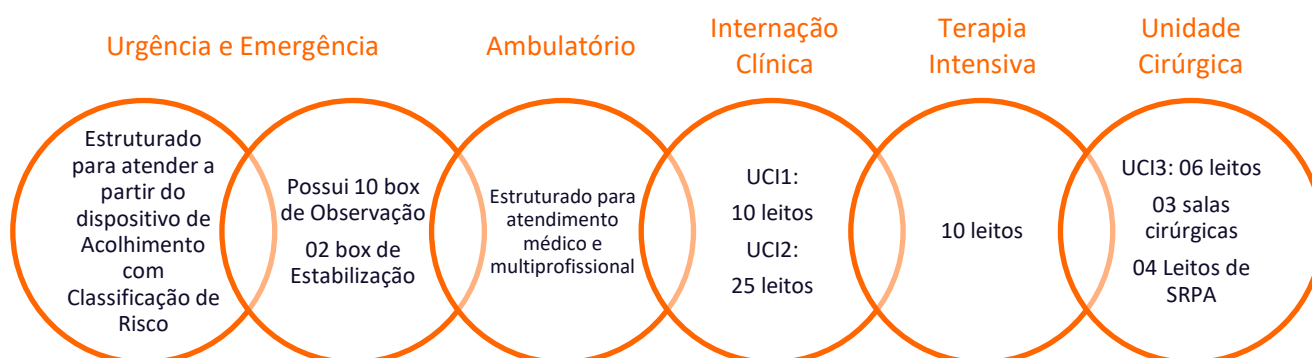 Urgência e Emergência
Ambulatório
Internação
Clínica
Terapia
Intensiva
Unidade
Cirúrgica
Estruturado
para atender a
partir do
dispositivo de
Acolhimento
com
Classificação de
Risco
Possui 10 box
de Observação
02 box de
Estabilização
Estruturado para
atendimento
médico e
multiprofissional
UCI1:
10 leitos
UCI2:
25 leitos
10 leitos
UCI3: 06 leitos
03 salas
cirúrgicas
04 Leitos de
SRPA